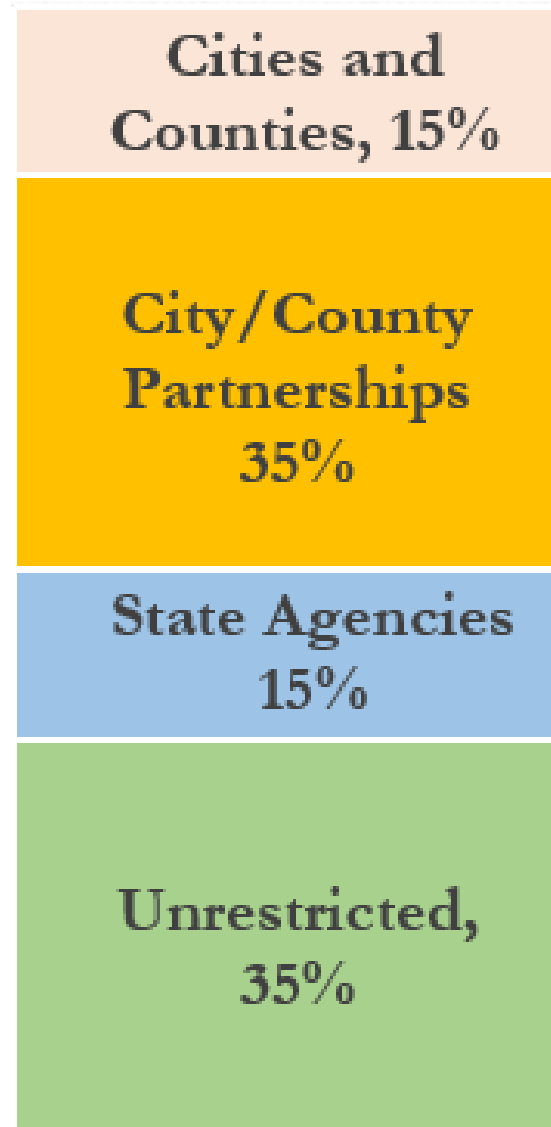 Cities and
Counties, 15%
City/County
Partnerships
35%
State Agencies
15%
Unrestricted,
35%